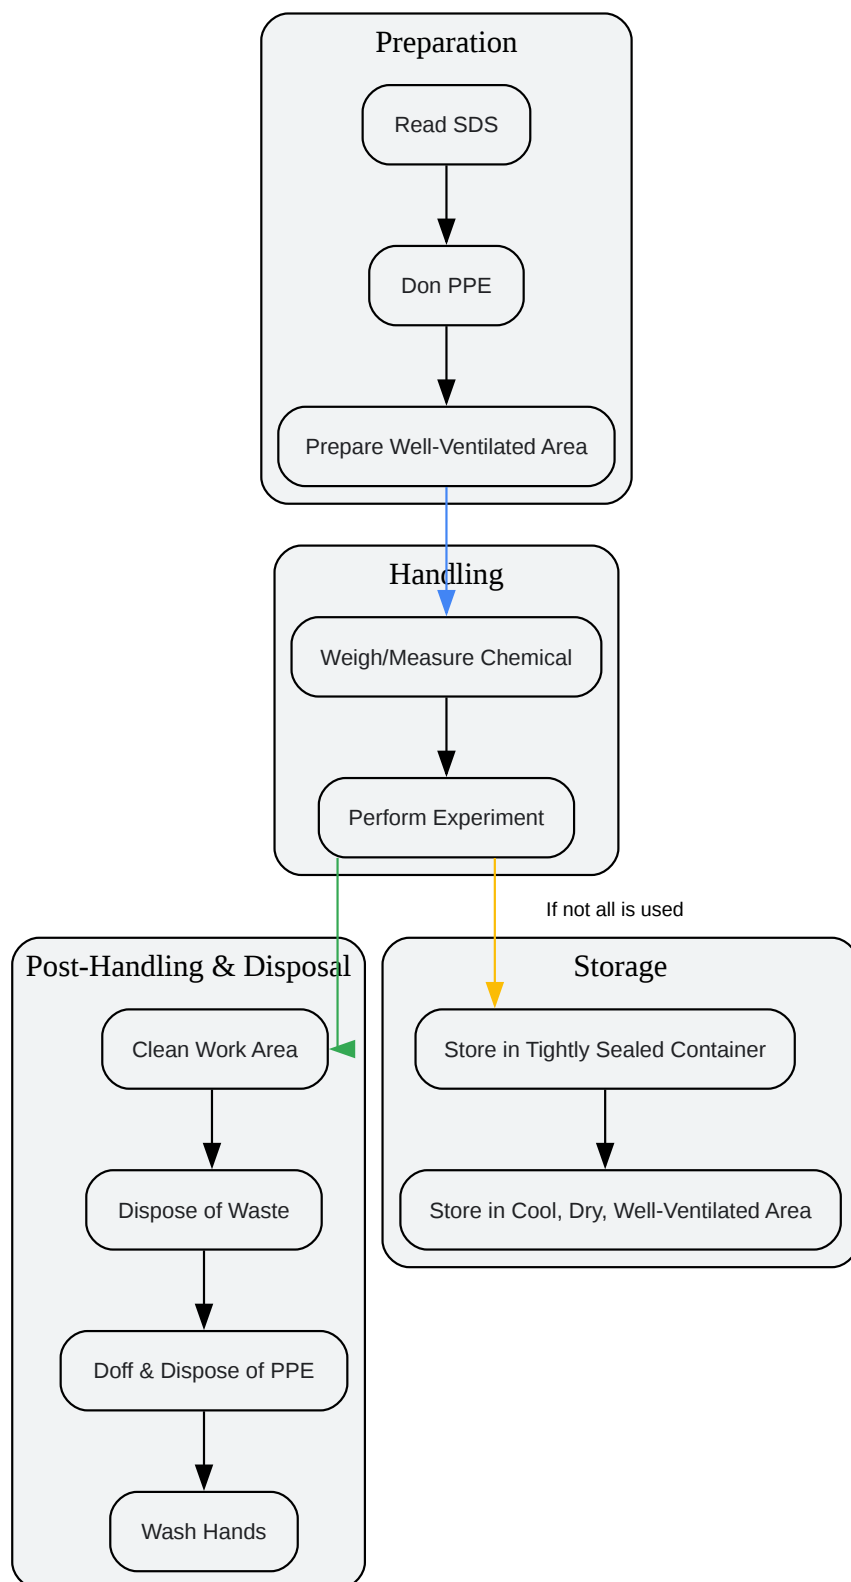 Preparation
Read SDS
Don PPE
Prepare Well-Ventilated Area
Handling
Weigh/Measure Chemical
Perform Experiment
If not all is used
Post-Handling & Disposal
Clean Work Area
Dispose of Waste
Doff & Dispose of PPE
Wash Hands
Storage
Store in Tightly Sealed Container
Store in Cool, Dry, Well-Ventilated Area